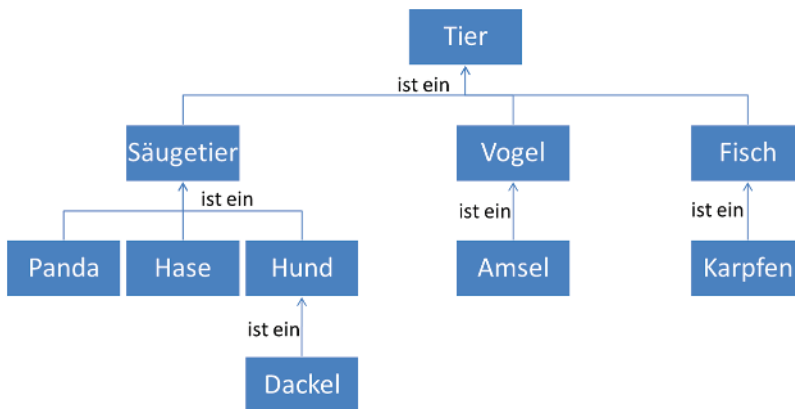 Tier
ist ein
Säugetier
Vogel
Fisch
ist ein
ist ein
ist ein
Panda
Hase
Hund
Amsel
Karpfen
ist ein
Dackel